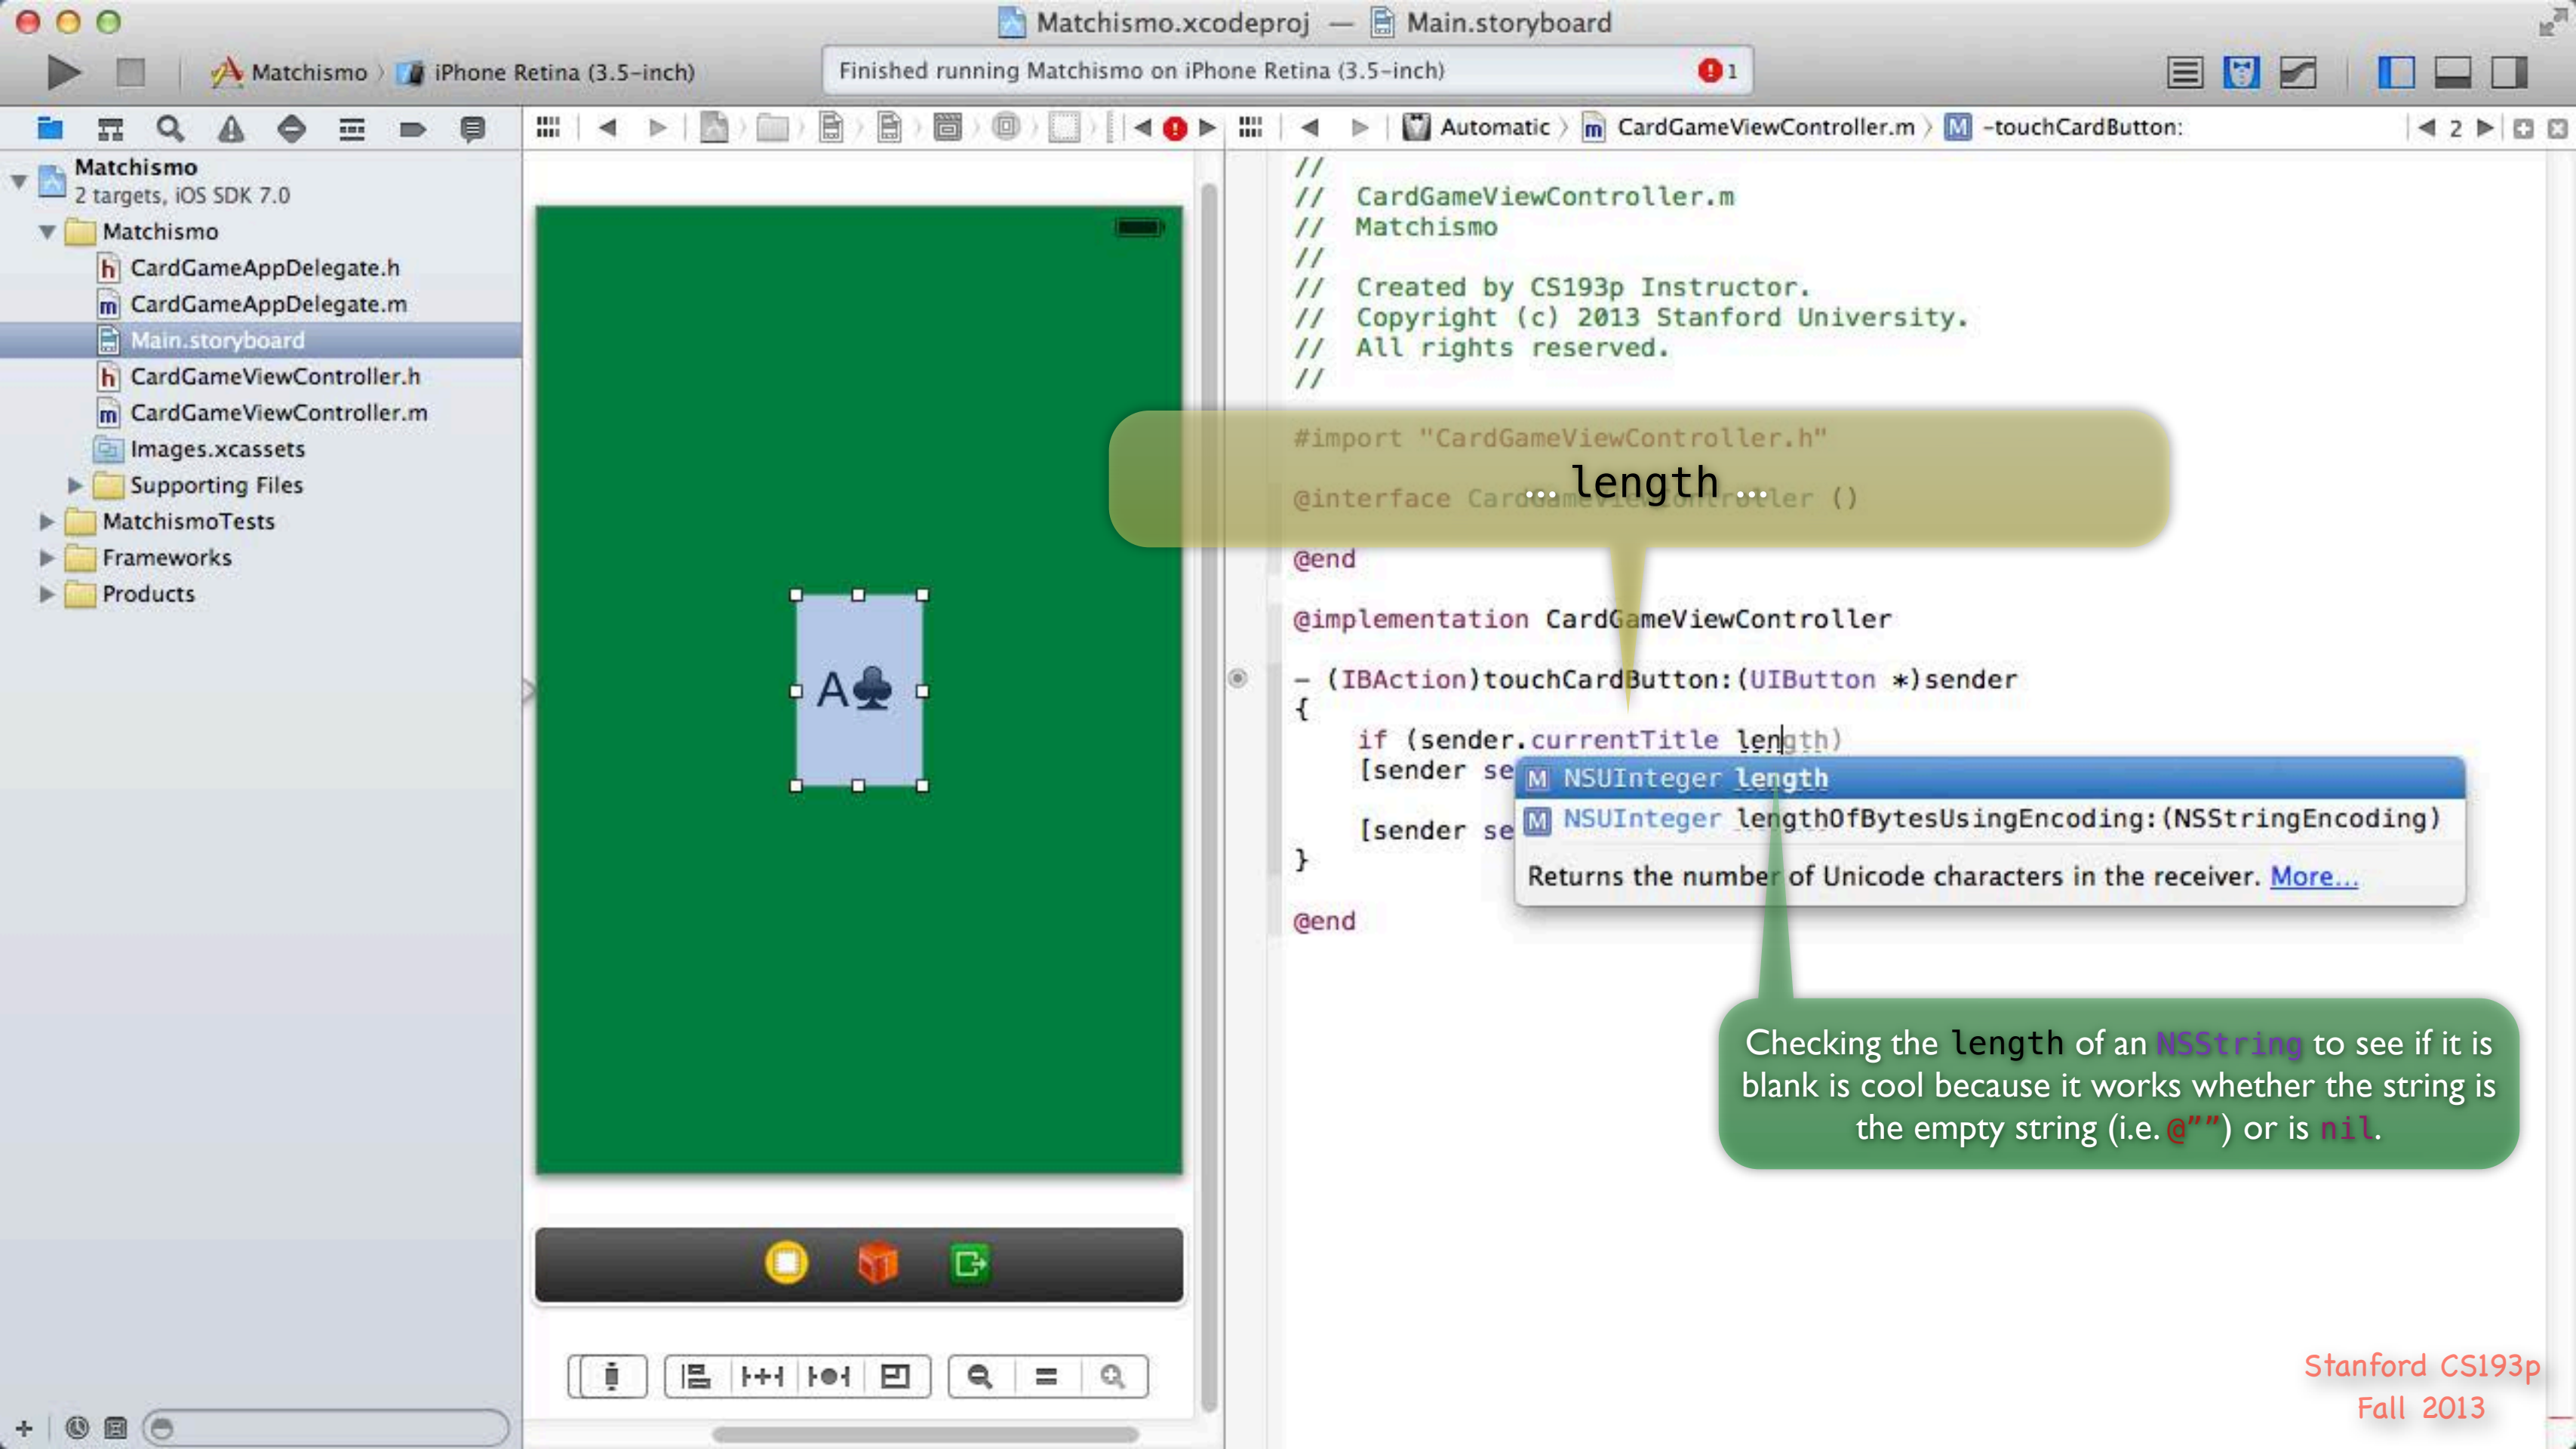 Matchismo.xcodeproj — Main.storyboard
Matchismo iPhone Retina (3.5-inch)
Finished running Matchismo on iPhone Retina (3.5-inch) 1
Automatic CardGameViewController.m M -touchCardButton: 2
Matchismo
2 targets, iOS SDK 7.0
Matchismo
h CardGameAppDelegate.h
m CardGameAppDelegate.m
Main.storyboard
h CardGameViewController.h
m CardGameViewController.m
Images.xcassets
Supporting Files
MatchismoTests
Frameworks
Products
A♣
//
// CardGameViewController.m
// Matchismo
//
// Created by CS193p Instructor.
// Copyright (c) 2013 Stanford University.
// All rights reserved.
//
#import "CardGameViewController.h"
... length ...
@interface CardGameViewController ()
@end
@implementation CardGameViewController
- (IBAction)touchCardButton:(UIButton *)sender
{
if (sender.currentTitle length)
[sender se
M NSUInteger length
M NSUInteger lengthOfBytesUsingEncoding:(NSStringEncoding)
[sender se
}
Returns the number of Unicode characters in the receiver. More...
@end
Checking the length of an NSString to see if it is
blank is cool because it works whether the string is
the empty string (i.e. @"") or is nil.
Stanford CS193p
Fall 2013